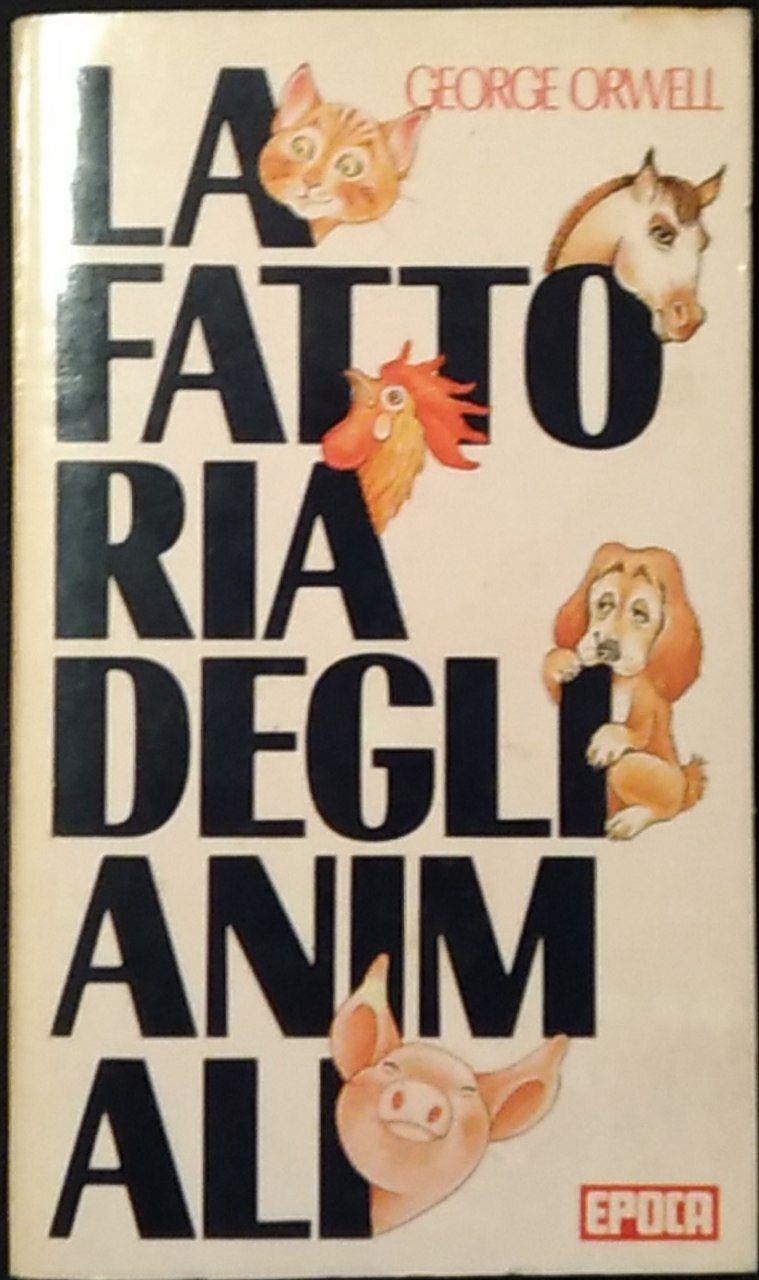 GEORGE ORWELL
LA
FATTO
RIA
DEGLI
ANIM
ALI
EPOCA